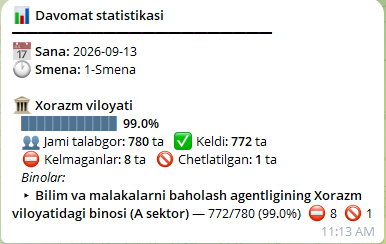 📊 Davomat statistikasi
━━━━━━━━━━━━━━━━━━━━
📅 Sana: 2026-09-13
🕐 Smena: 1-Smena
🏛 Xorazm viloyati
██████████ 99.0%
👥 Jami talabgor: 780 ta ✅ Keldi: 772 ta
⛔ Kelmaganlar: 8 ta 🚫 Chetlatilgan: 1 ta
Binolar:
‣ Bilim va malakalarni baholash agentligining Xorazm
viloyatidagi binosi (A sektor) — 772/780 (99.0%) ⛔ 8 🚫 1
11:13 AM